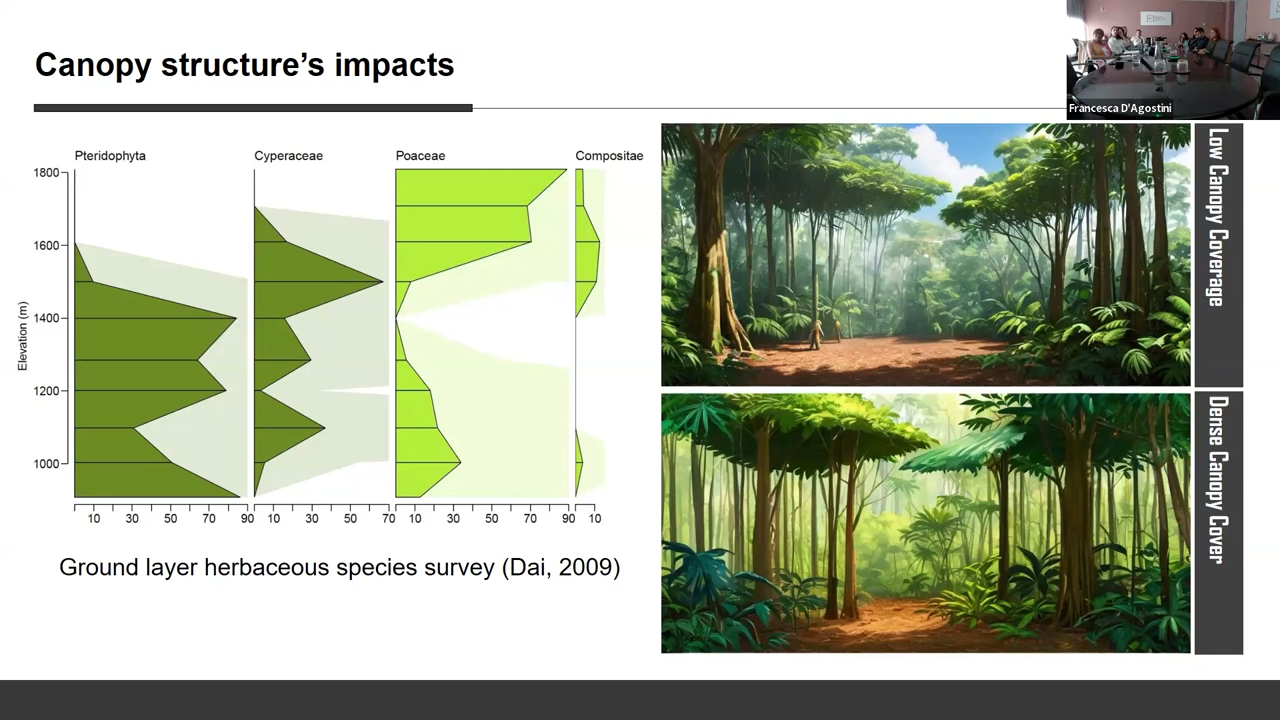 Canopy structure's impacts
Francesca D'Agostini
Pteridophyta Cyperaceae Poaceae Compositae
1800
1600
1400
1200
1000
Elevation (m)
10 30 50 70 90 10 30 50 70 10 30 50 70 90 10
Ground layer herbaceous species survey (Dai, 2009)
Low Canopy Coverage
Dense Canopy Cover